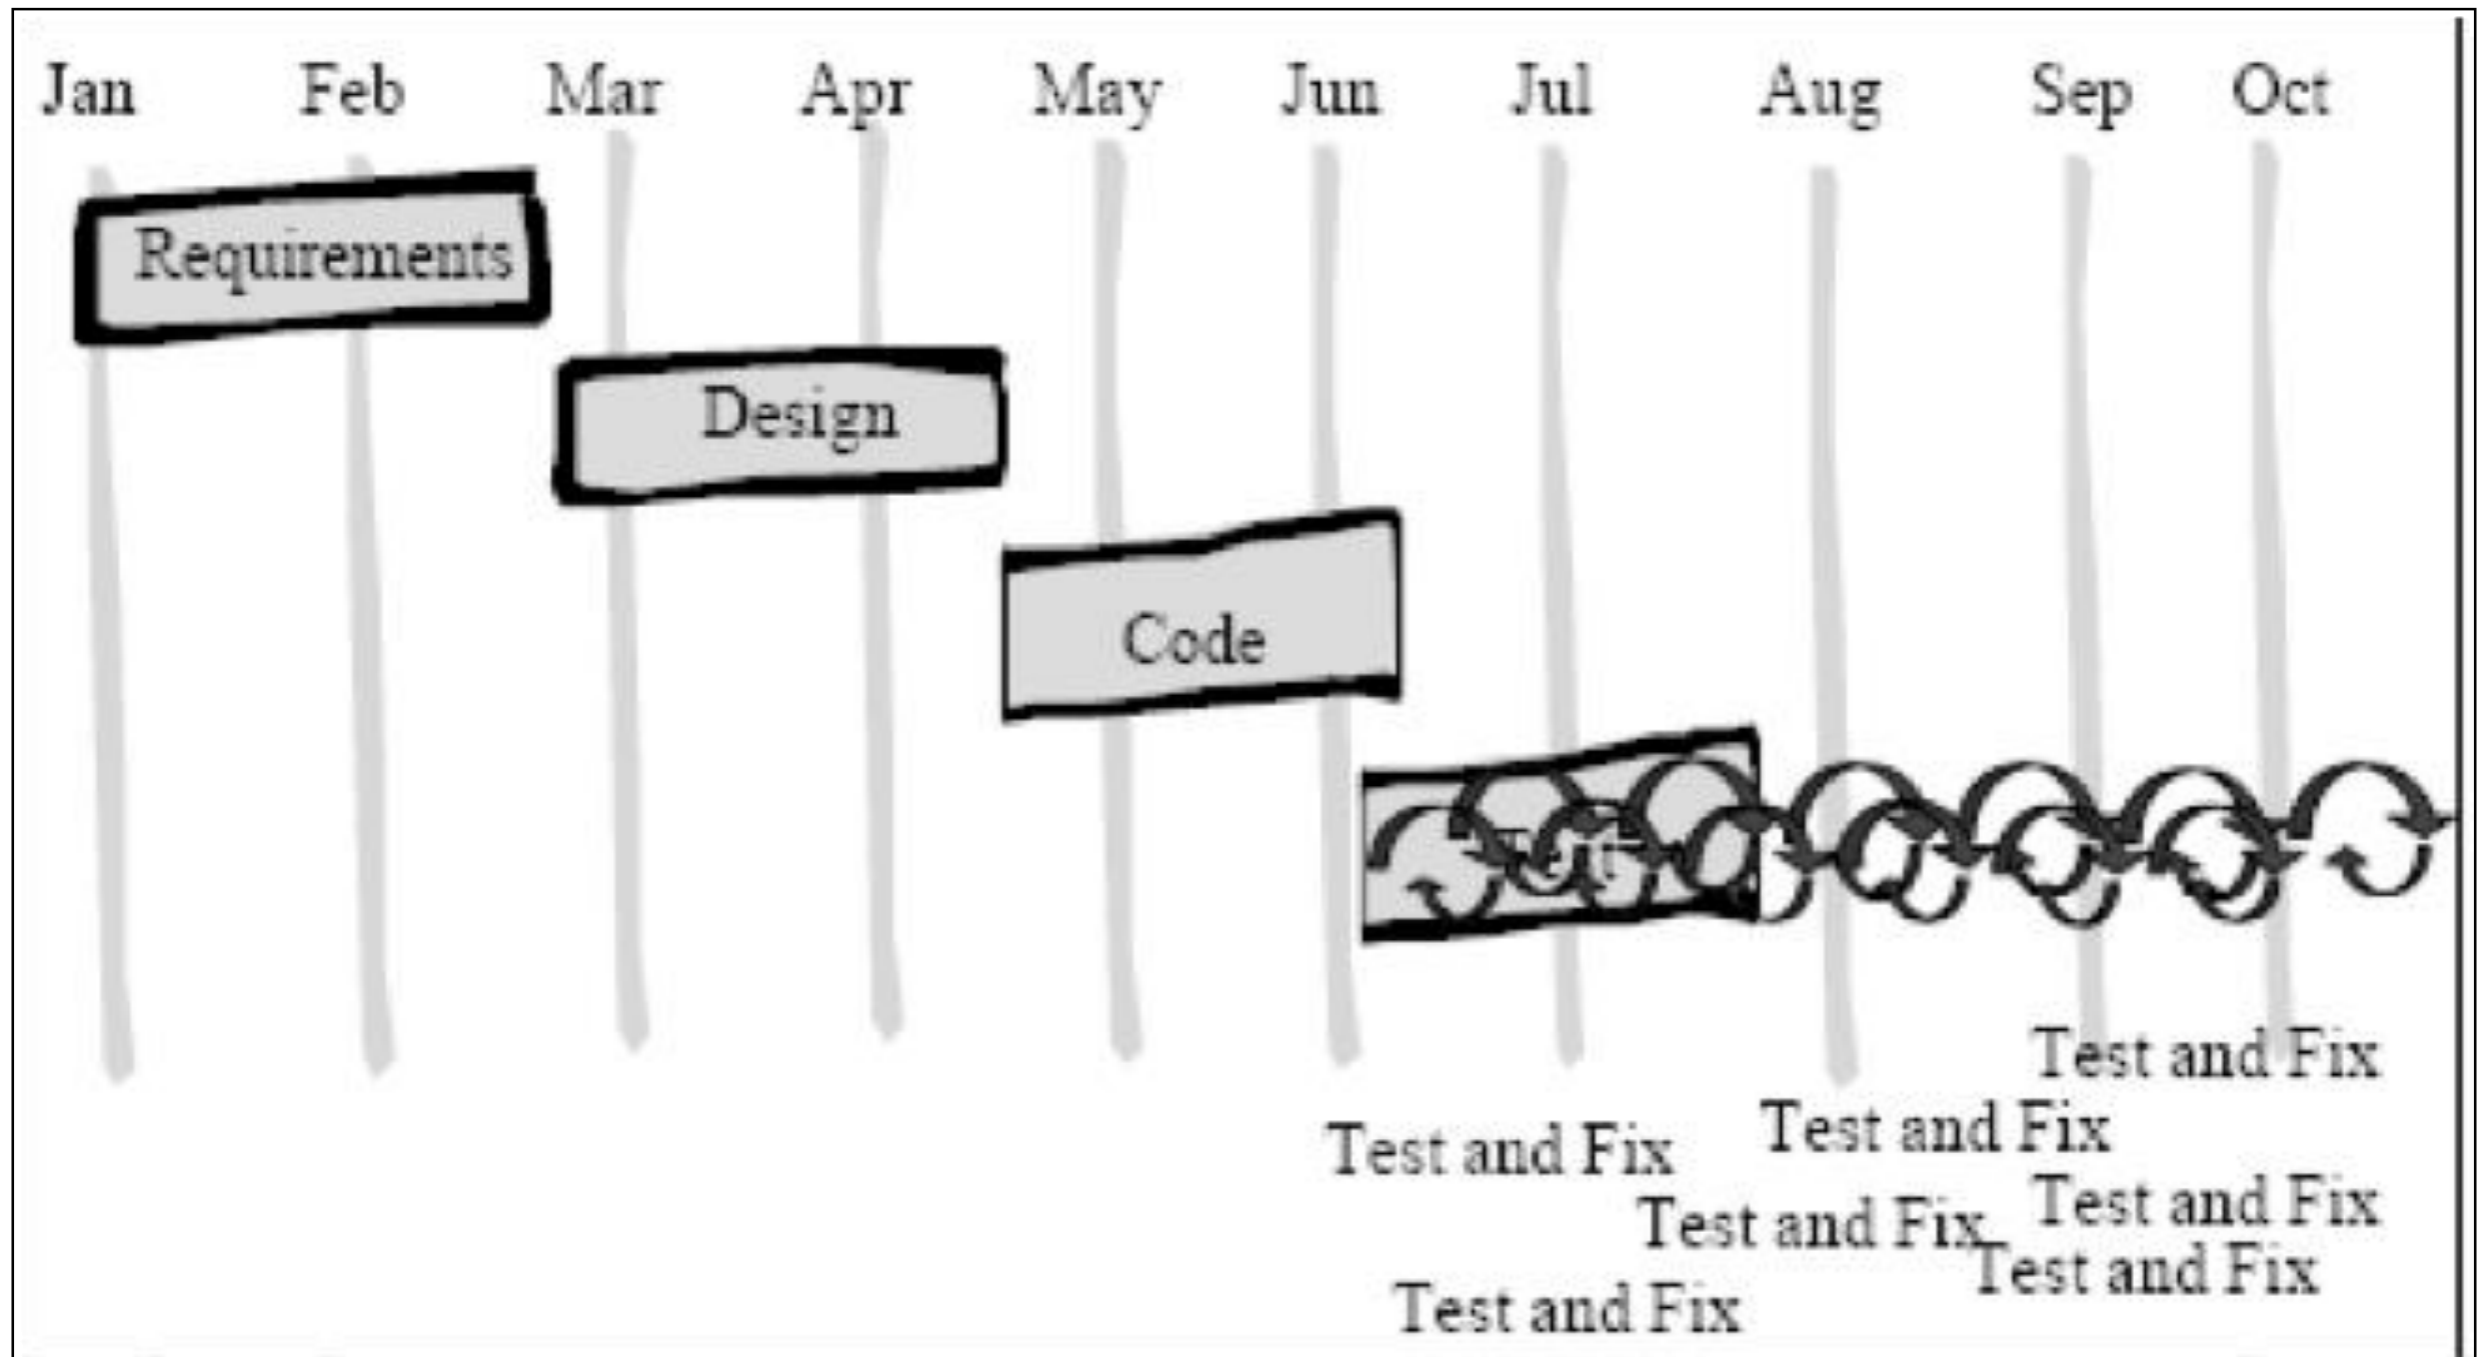 Jan Feb Mar Apr May Jun Jul Aug Sep Oct
Requirements
Design
Code
Test and Fix
Test and Fix
Test and Fix
Test and Fix
Test and Fix
Test and Fix
Test and Fix